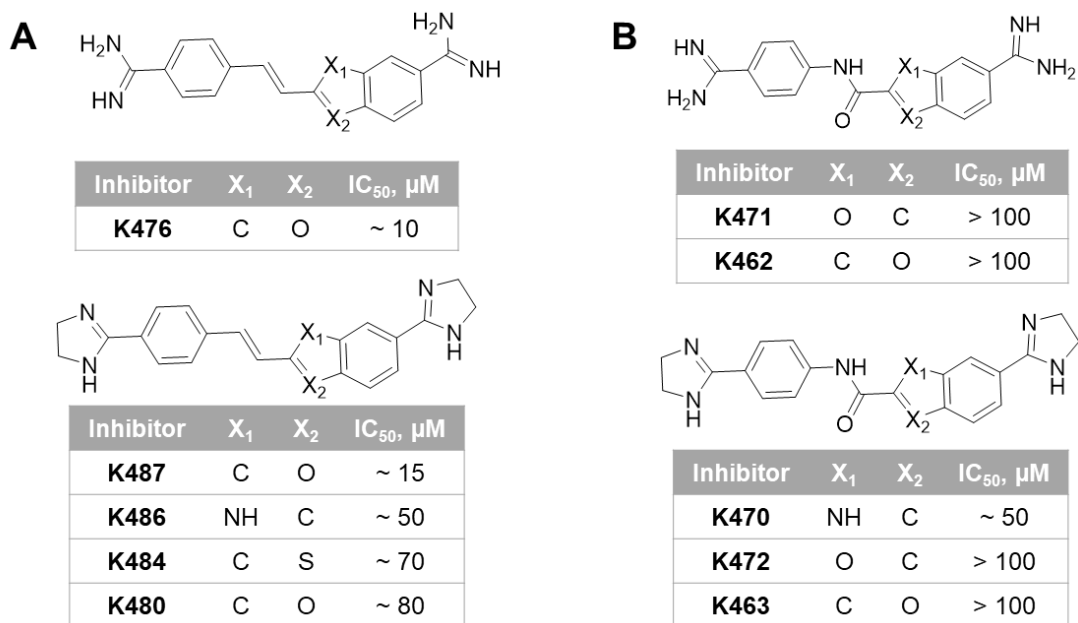 A
H₂N
HN
X₁
X₂
H₂N
NH
Inhibitor X₁ X₂ IC₅₀, µM
K476 C O ~ 10
N
N
H
X₁
X₂
N
N
H
Inhibitor X₁ X₂ IC₅₀, µM
K487 C O ~ 15
K486 NH C ~ 50
K484 C S ~ 70
K480 C O ~ 80
B
HN
H₂N
NH
O
X₁
X₂
NH
NH₂
Inhibitor X₁ X₂ IC₅₀, µM
K471 O C > 100
K462 C O > 100
N
N
H
NH
O
X₁
X₂
N
N
H
Inhibitor X₁ X₂ IC₅₀, µM
K470 NH C ~ 50
K472 O C > 100
K463 C O > 100